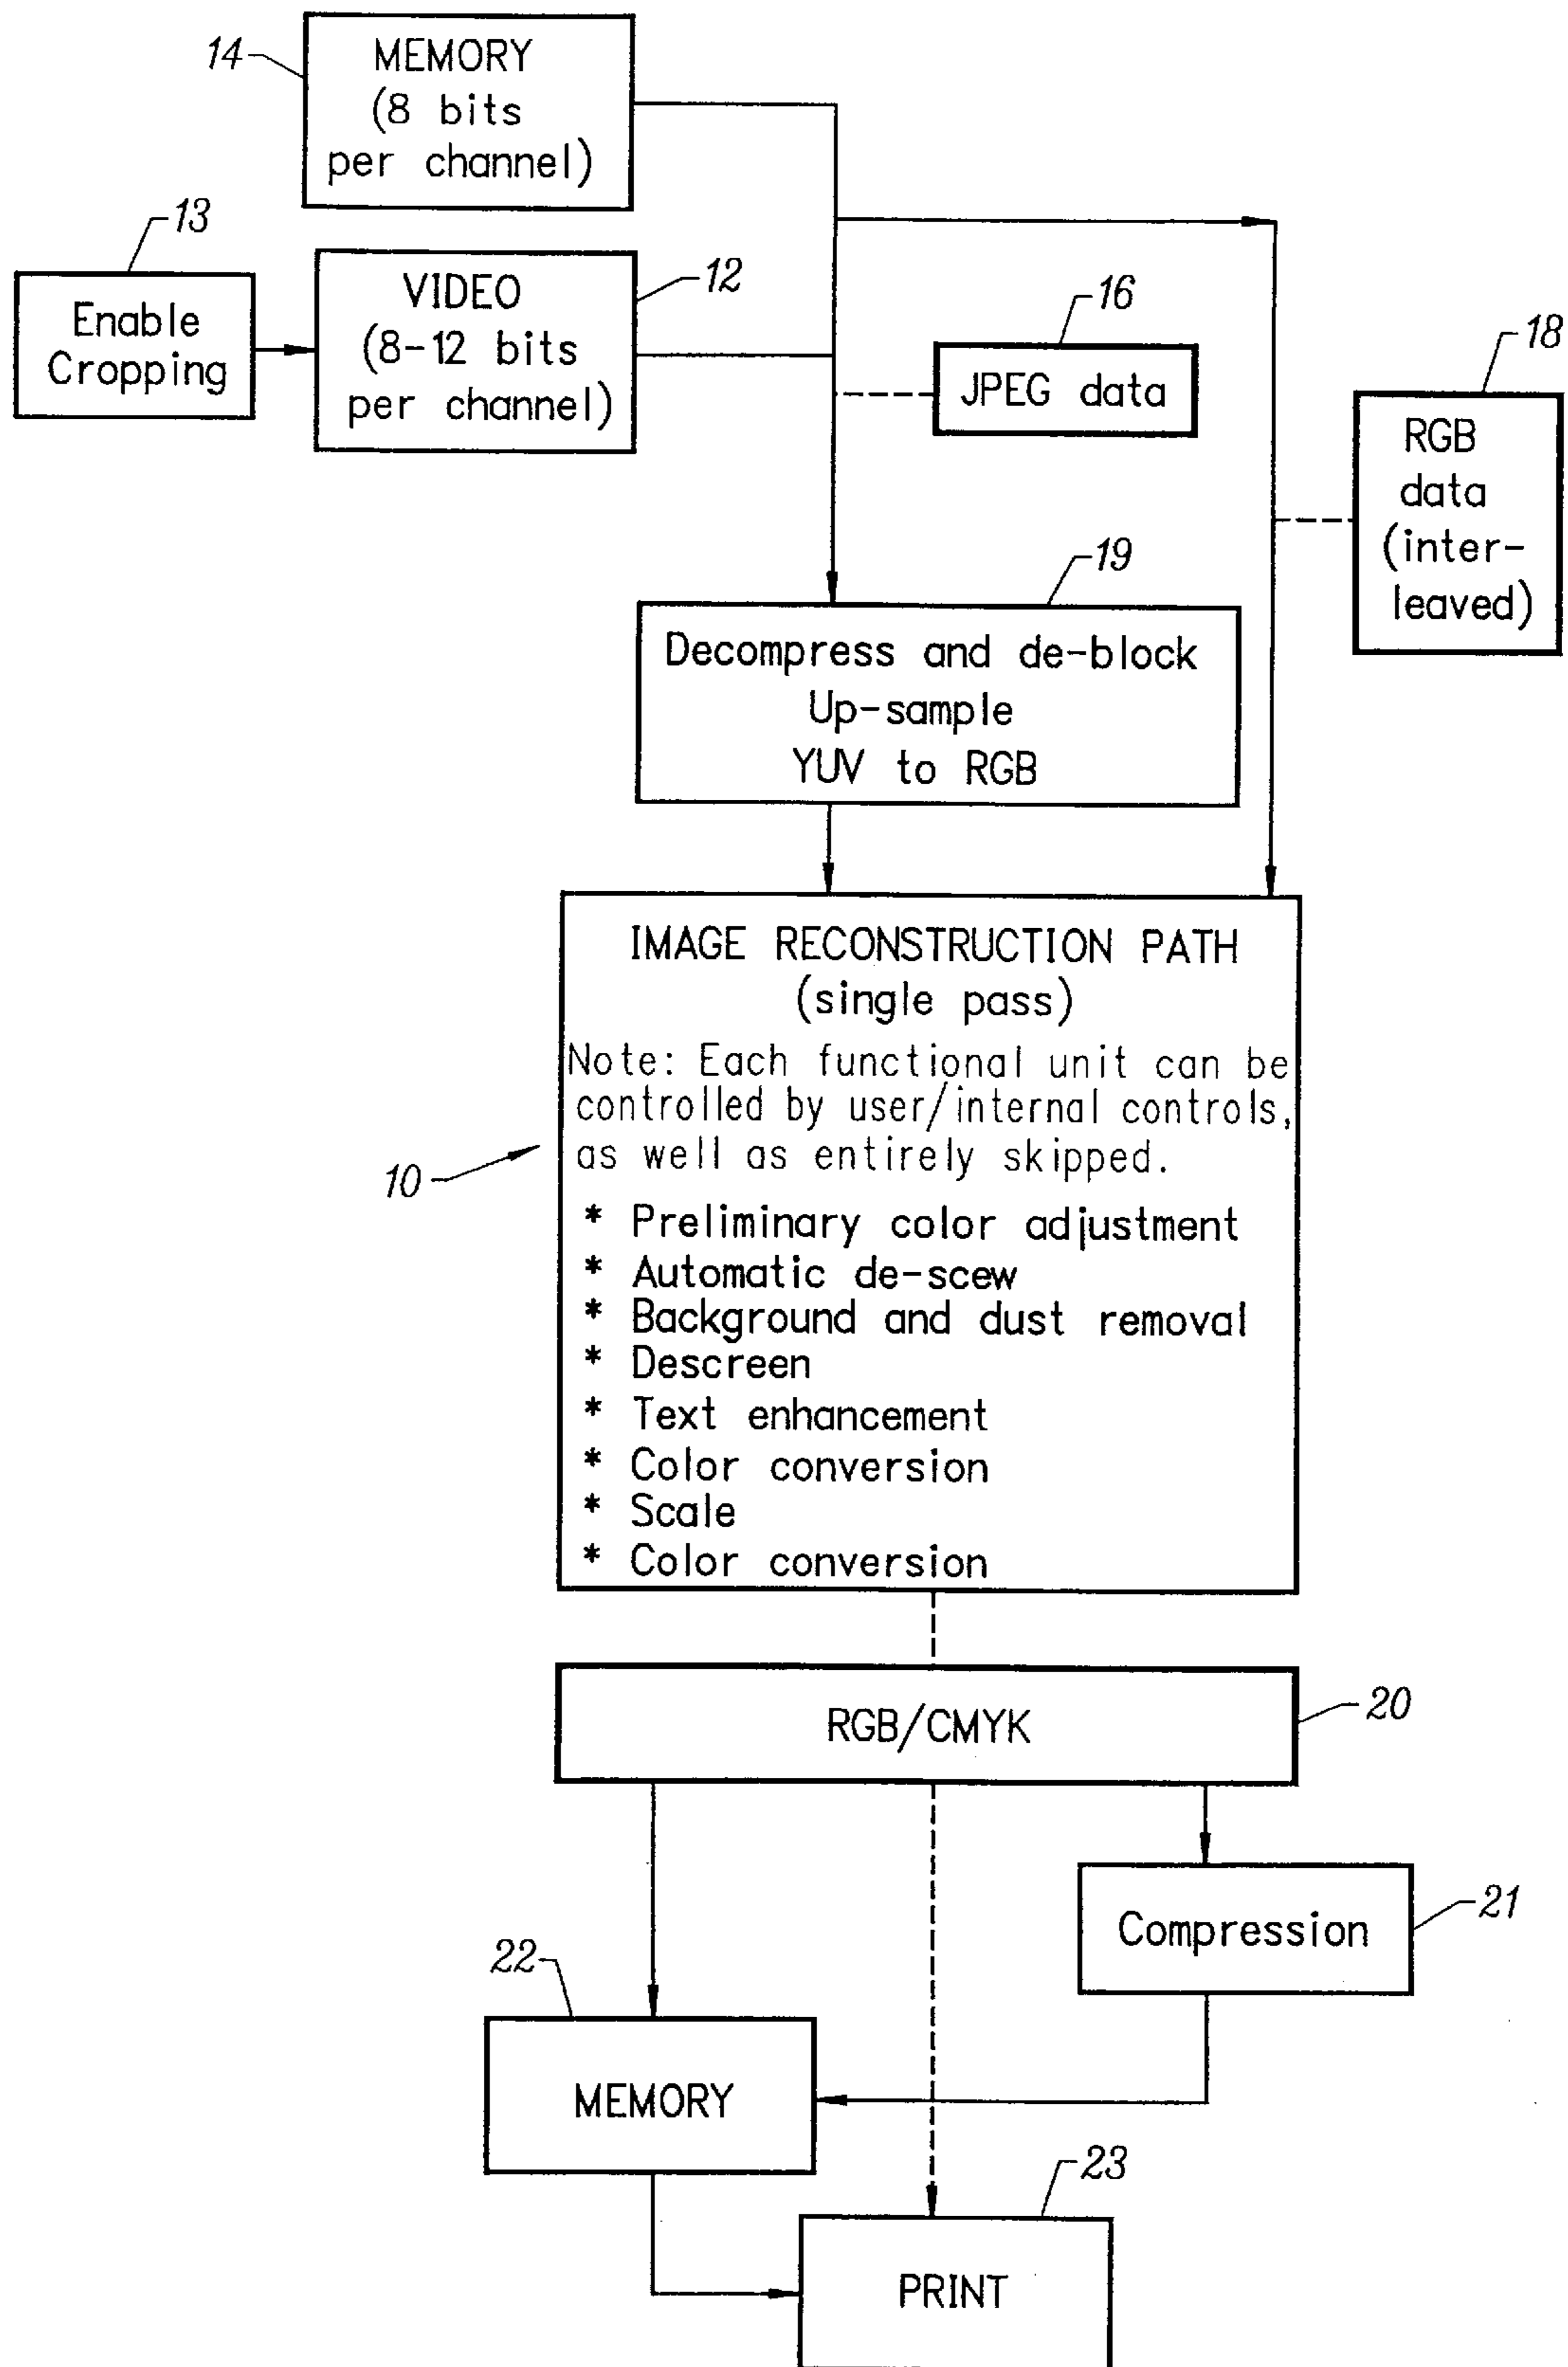 14
MEMORY
(8 bits
per channel)
13
Enable
Cropping
VIDEO
(8-12 bits
per channel)
12
16
JPEG data
18
RGB
data
(inter-
leaved)
19
Decompress and de-block
Up-sample
YUV to RGB
IMAGE RECONSTRUCTION PATH
(single pass)
Note: Each functional unit can be
controlled by user/internal controls,
as well as entirely skipped.
10
* Preliminary color adjustment
* Automatic de-scew
* Background and dust removal
* Descreen
* Text enhancement
* Color conversion
* Scale
* Color conversion
RGB/CMYK
20
Compression
21
22
MEMORY
23
PRINT